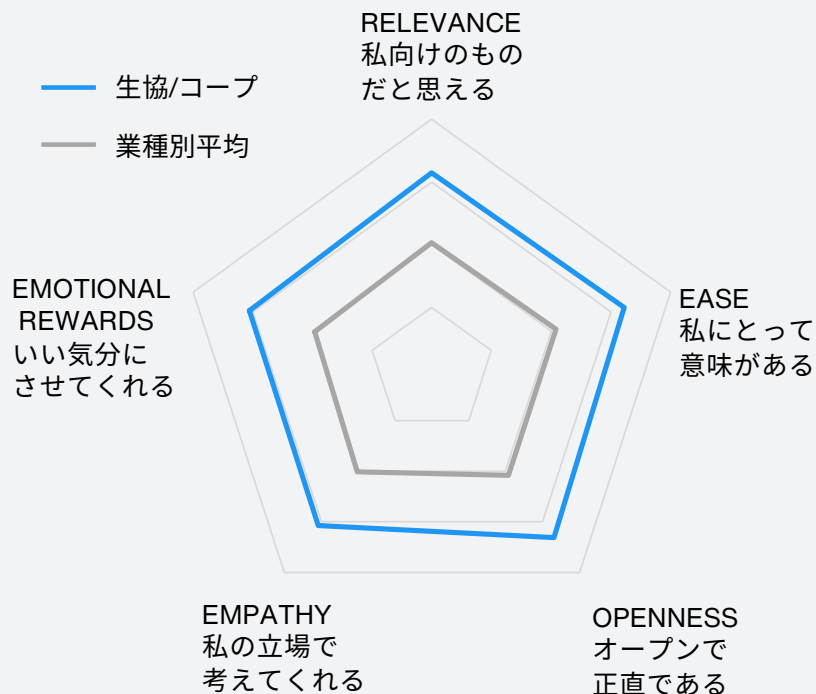 RELEVANCE
私向けのもの
だと思える
生協/コープ
業種別平均
EMOTIONAL
REWARDS
いい気分に
させてくれる
EASE
私にとって
意味がある
EMPATHY
私の立場で
考えてくれる
OPENNESS
オープンで
正直である